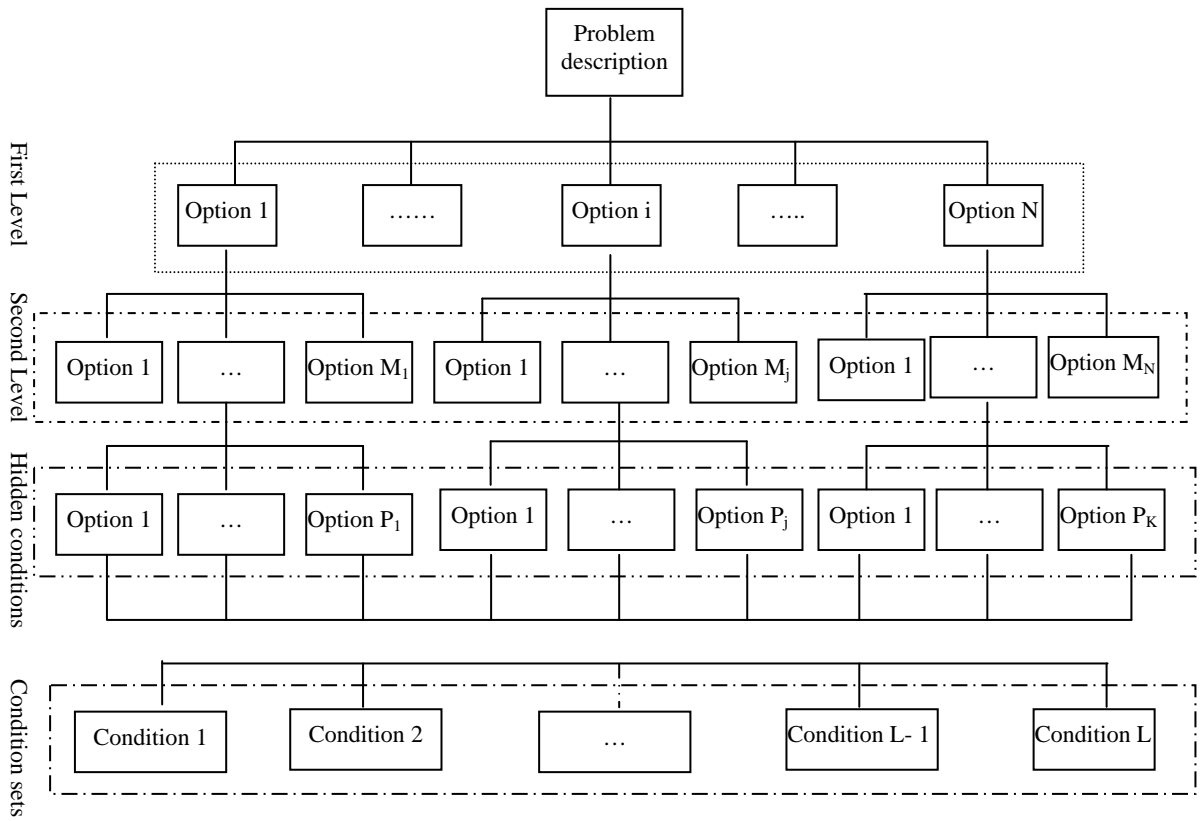 Problem
description
First Level
Option 1
……
Option i
…..
Option N
Second Level
Option 1
…
Option M₁
Option 1
…
Option Mⱼ
Option 1
…
Option M_N
Hidden conditions
Option 1
…
Option P₁
Option 1
…
Option Pⱼ
Option 1
…
Option P_K
Condition sets
Condition 1
Condition 2
…
Condition L- 1
Condition L